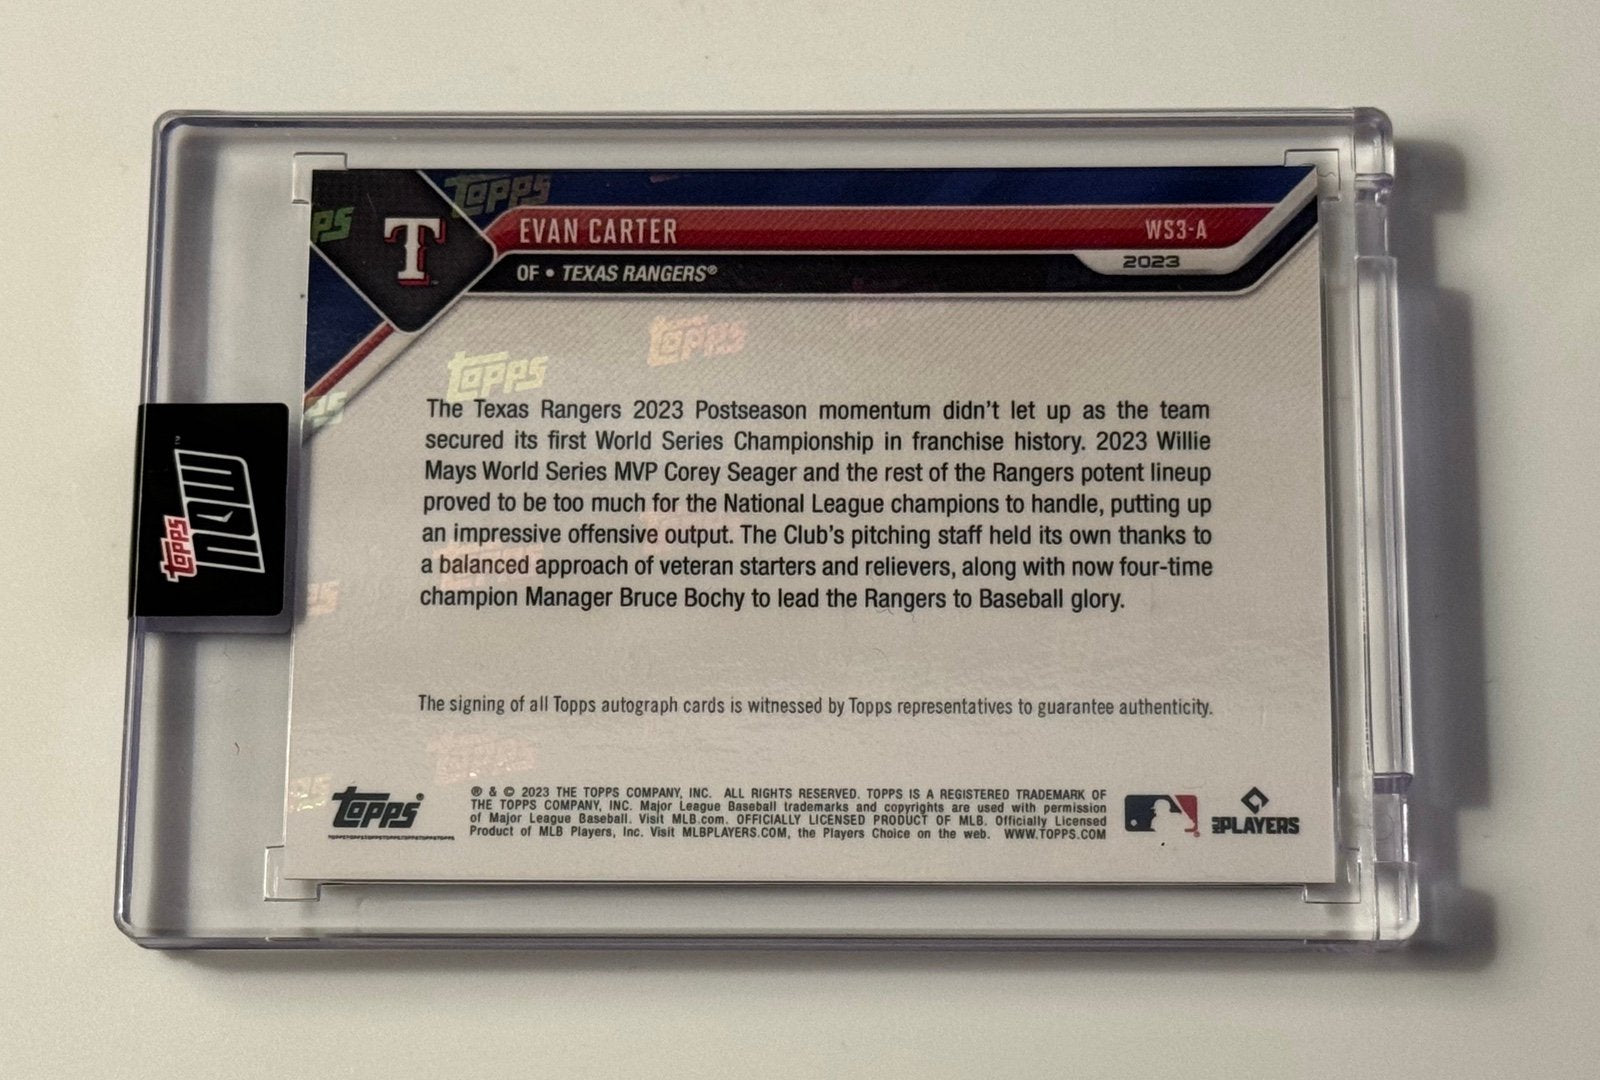 EVAN CARTER
WS3-A
OF • TEXAS RANGERS®
2023
The Texas Rangers 2023 Postseason momentum didn't let up as the team
secured its first World Series Championship in franchise history. 2023 Willie
Mays World Series MVP Corey Seager and the rest of the Rangers potent lineup
proved to be too much for the National League champions to handle, putting up
an impressive offensive output. The Club's pitching staff held its own thanks to
a balanced approach of veteran starters and relievers, along with now four-time
champion Manager Bruce Bochy to lead the Rangers to Baseball glory.
The signing of all Topps autograph cards is witnessed by Topps representatives to guarantee authenticity.
topps®
® & © 2023 THE TOPPS COMPANY, INC. ALL RIGHTS RESERVED. TOPPS IS A REGISTERED TRADEMARK OF
THE TOPPS COMPANY, INC. Major League Baseball trademarks and copyrights are used with permission
of Major League Baseball. Visit MLB.com. OFFICIALLY LICENSED PRODUCT OF MLB. Officially Licensed
Product of MLB Players, Inc. Visit MLBPLAYERS.COM, the Players Choice on the web. WWW.TOPPS.COM
MLBPLAYERS
topps
now™
T
topps
topps
topps